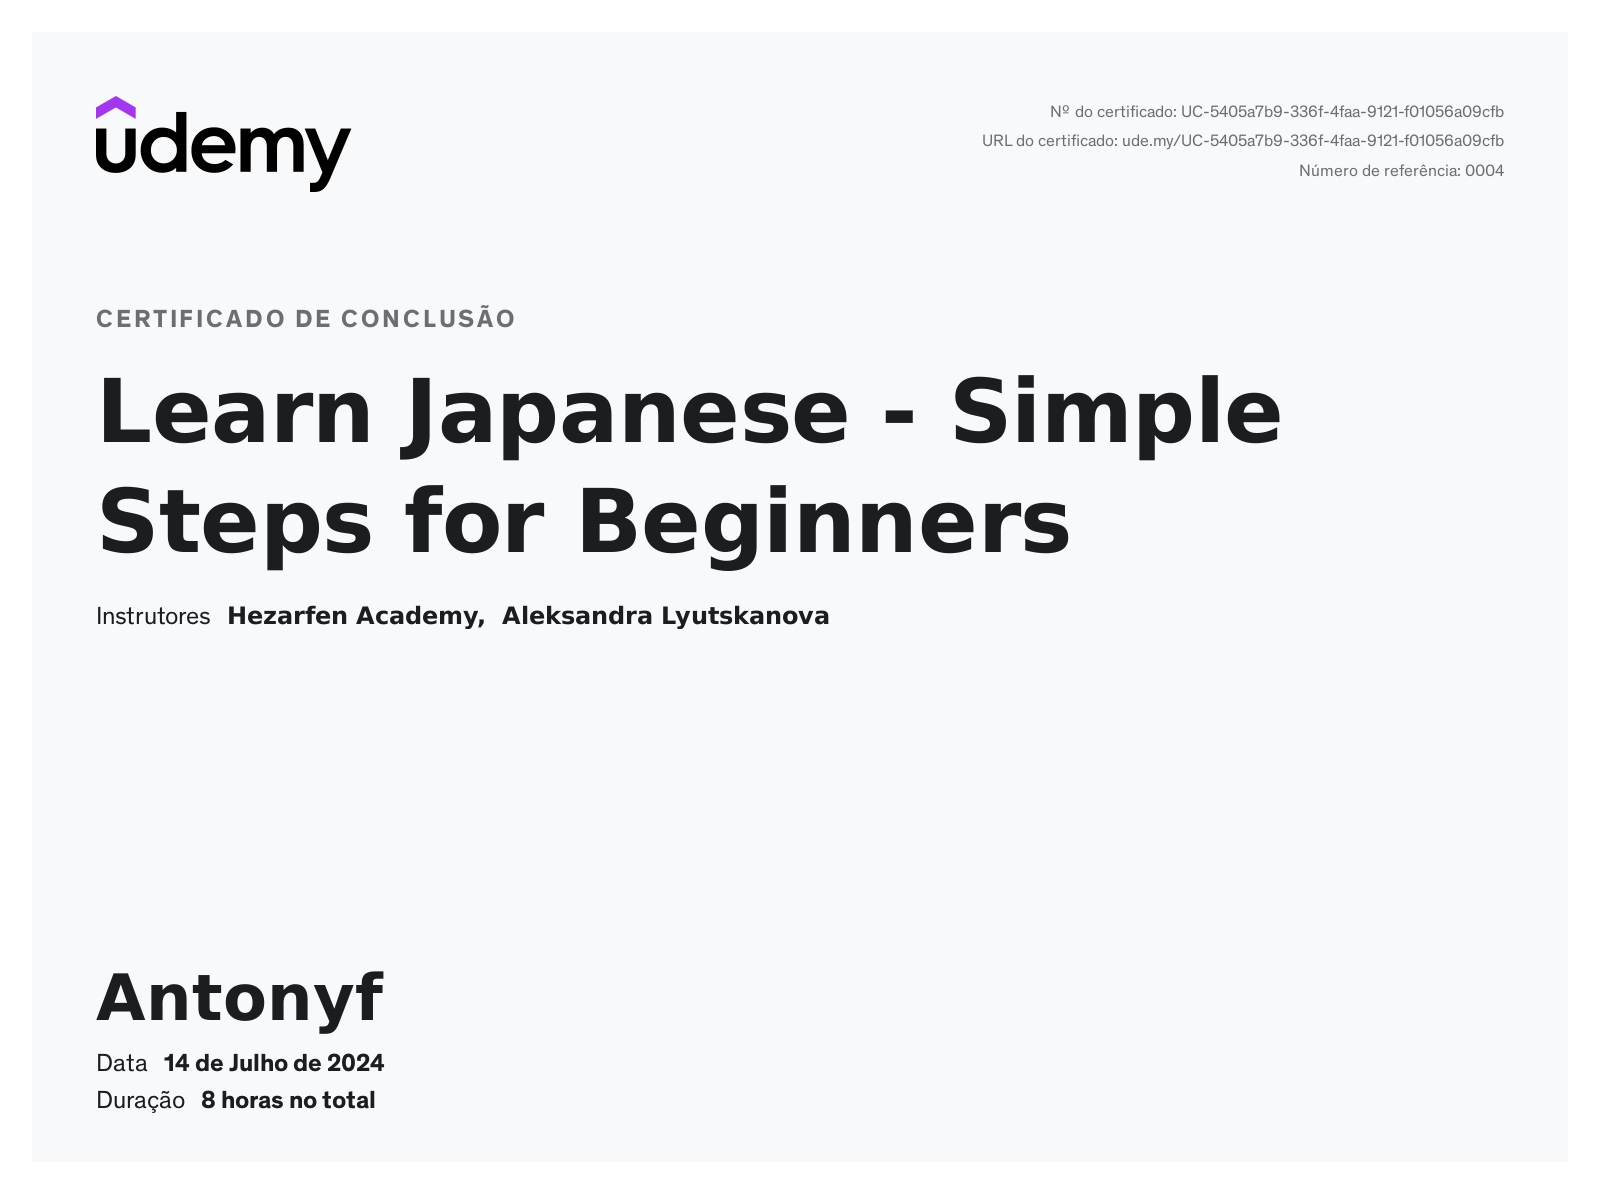 udemy
Nº do certificado: UC-5405a7b9-336f-4faa-9121-f01056a09cfb
URL do certificado: ude.my/UC-5405a7b9-336f-4faa-9121-f01056a09cfb
Número de referência: 0004
CERTIFICADO DE CONCLUSÃO
Learn Japanese - Simple
Steps for Beginners
Instrutores Hezarfen Academy, Aleksandra Lyutskanova
Antonyf
Data 14 de Julho de 2024
Duração 8 horas no total